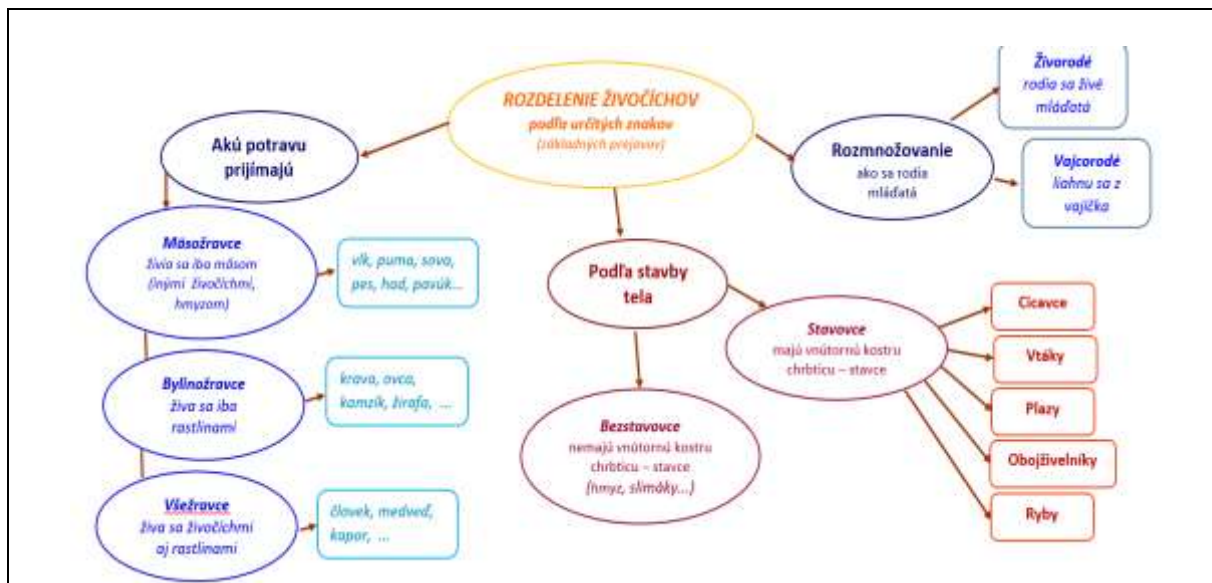 ROZDELENIE ŽIVOČÍCHOV
podľa určitých znakov
(základných prejavov)
Akú potravu
prijímajú
Mäsožravce
živia sa iba mäsom
(inými živočíchmi,
hmyzom)
vlk, puma, sova,
pes, had, pavúk...
Bylinožravce
živa sa iba
rastlinami
krava, ovca,
kamzík, žirafa, ...
Všežravce
živa sa živočíchmi
aj rastlinami
človek, medveď,
kapor, ...
Podľa stavby
tela
Bezstavovce
nemajú vnútornú kostru
chrbticu – stavce
(hmyz, slimáky...)
Stavovce
majú vnútornú kostru
chrbticu – stavce
Cicavce
Vtáky
Plazy
Obojživelníky
Ryby
Rozmnožovanie
ako sa rodia
mláďatá
Živorodé
rodia sa živé
mláďatá
Vajcorodé
liahnu sa z
vajíčka